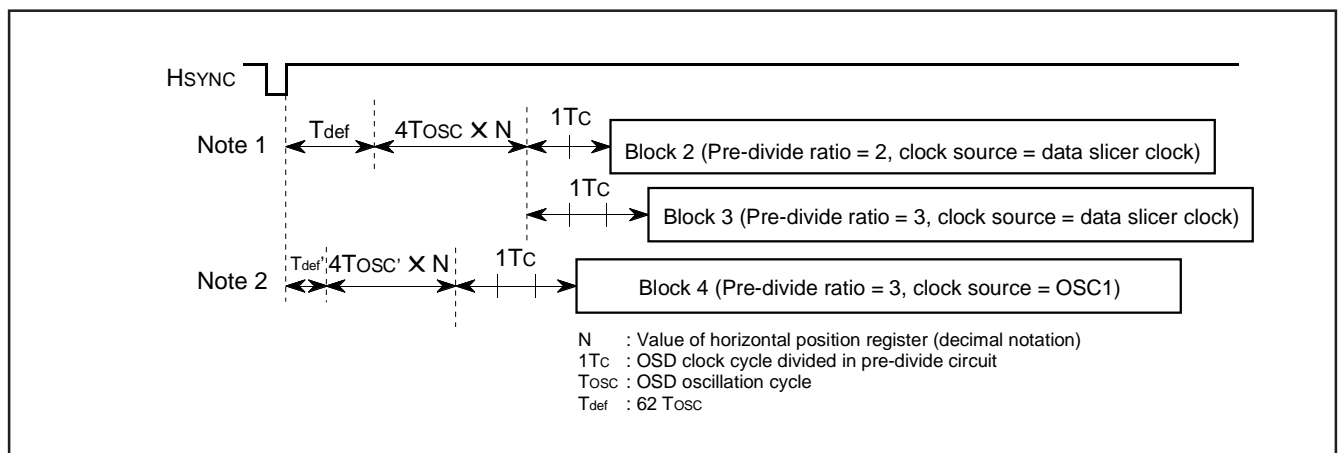 HSYNC
Note 1
Tdef
4TOSC X N
1TC
Block 2 (Pre-divide ratio = 2, clock source = data slicer clock)
1TC
Block 3 (Pre-divide ratio = 3, clock source = data slicer clock)
Note 2
Tdef'
4TOSC' X N
1TC
Block 4 (Pre-divide ratio = 3, clock source = OSC1)
N : Value of horizontal position register (decimal notation)
1TC : OSD clock cycle divided in pre-divide circuit
TOSC : OSD oscillation cycle
Tdef : 62 TOSC